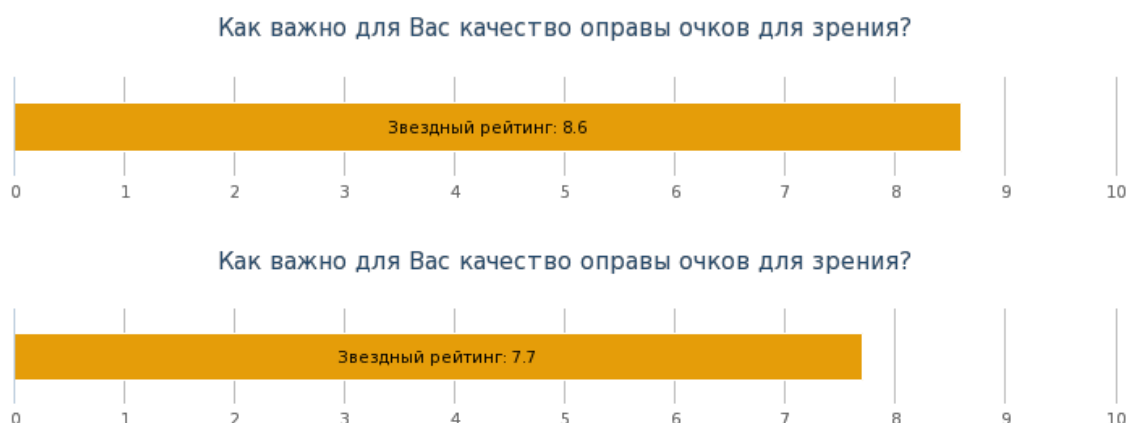 Как важно для Вас качество оправы очков для зрения?
Звездный рейтинг: 8.6
0 1 2 3 4 5 6 7 8 9 10
Как важно для Вас качество оправы очков для зрения?
Звездный рейтинг: 7.7
0 1 2 3 4 5 6 7 8 9 10